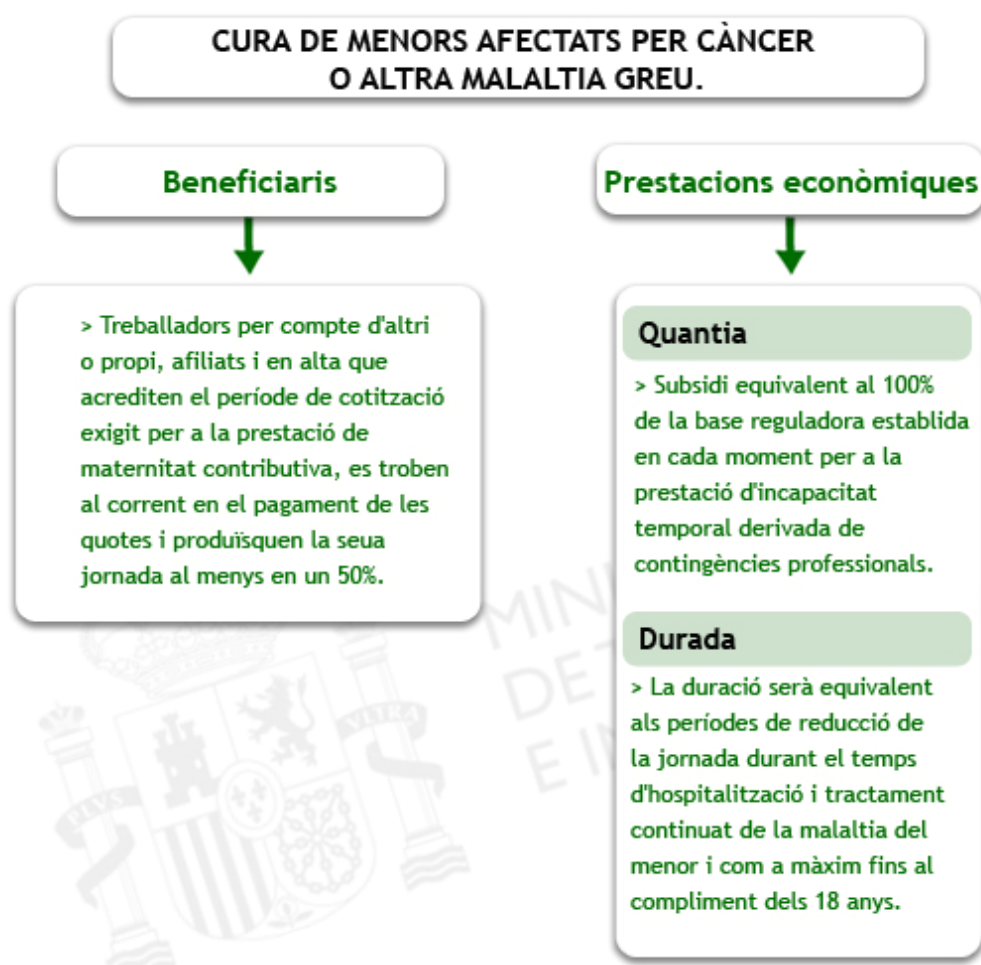 CURA DE MENORS AFECTATS PER CÀNCER
O ALTRA MALALTIA GREU.
Beneficiaris
> Treballadors per compte d'altri
o propi, afiliats i en alta que
acrediten el període de cotització
exigit per a la prestació de
maternitat contributiva, es troben
al corrent en el pagament de les
quotes i produïsquen la seua
jornada al menys en un 50%.
Prestacions econòmiques
Quantia
> Subsidi equivalent al 100%
de la base reguladora establida
en cada moment per a la
prestació d'incapacitat
temporal derivada de
contingències professionals.
Durada
> La duració serà equivalent
als períodes de reducció de
la jornada durant el temps
d'hospitalització i tractament
continuat de la malaltia del
menor i com a màxim fins al
compliment dels 18 anys.
PLVS
VLTRA